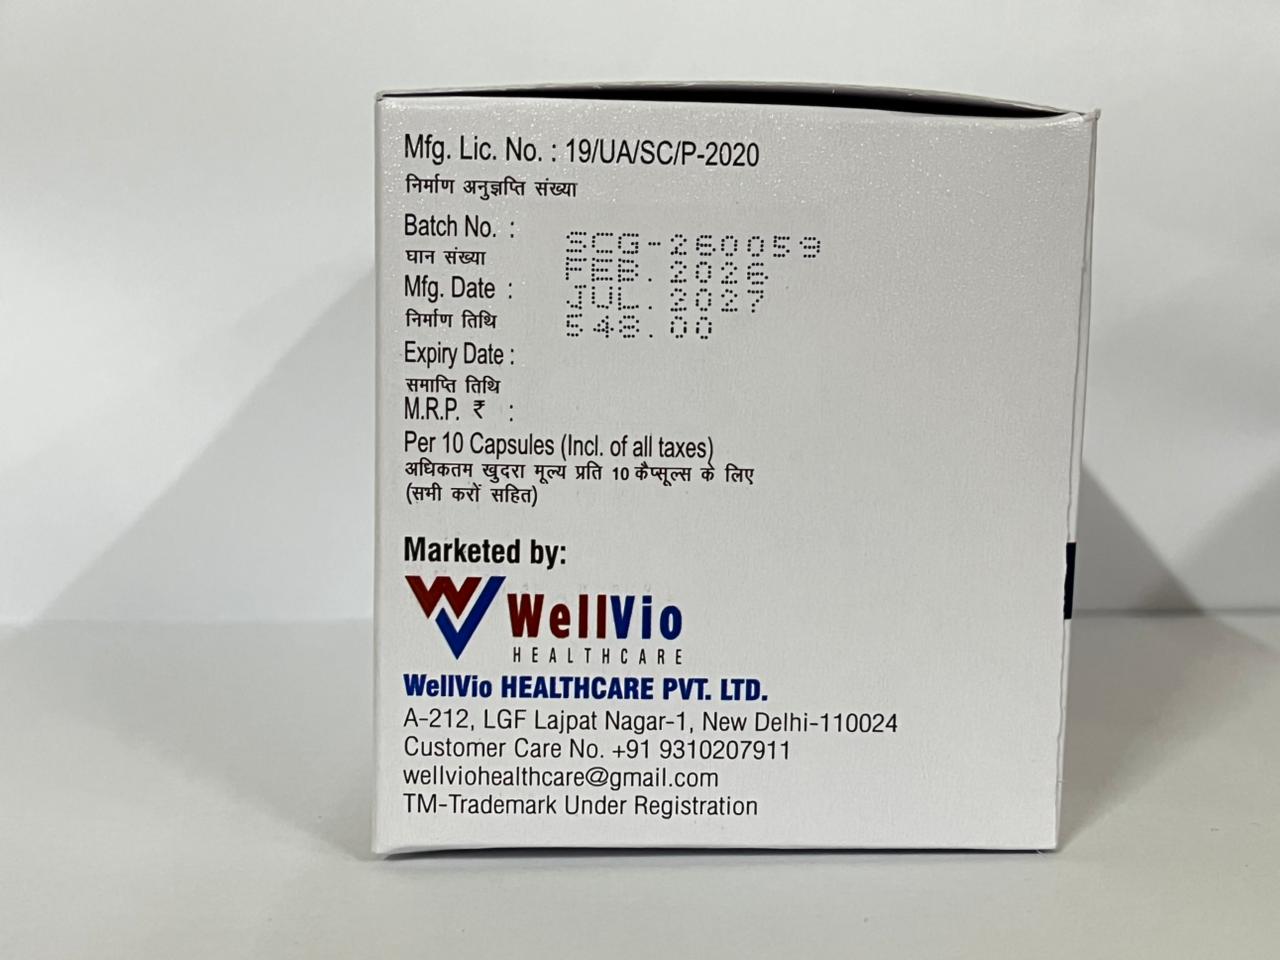 Mfg. Lic. No. : 19/UA/SC/P-2020
निर्माण अनुज्ञप्ति संख्या
Batch No. :
SCG-260059
घान संख्या
FEB. 2026
Mfg. Date :
JUL. 2027
निर्माण तिथि
548.00
Expiry Date :
समाप्ति तिथि
M.R.P. ₹ :
Per 10 Capsules (Incl. of all taxes)
अधिकतम खुदरा मूल्य प्रति 10 कैप्सूल्स के लिए
(सभी करों सहित)
Marketed by:
WellVio
HEALTHCARE
WellVio HEALTHCARE PVT. LTD.
A-212, LGF Lajpat Nagar-1, New Delhi-110024
Customer Care No. +91 9310207911
wellviohealthcare@gmail.com
TM-Trademark Under Registration